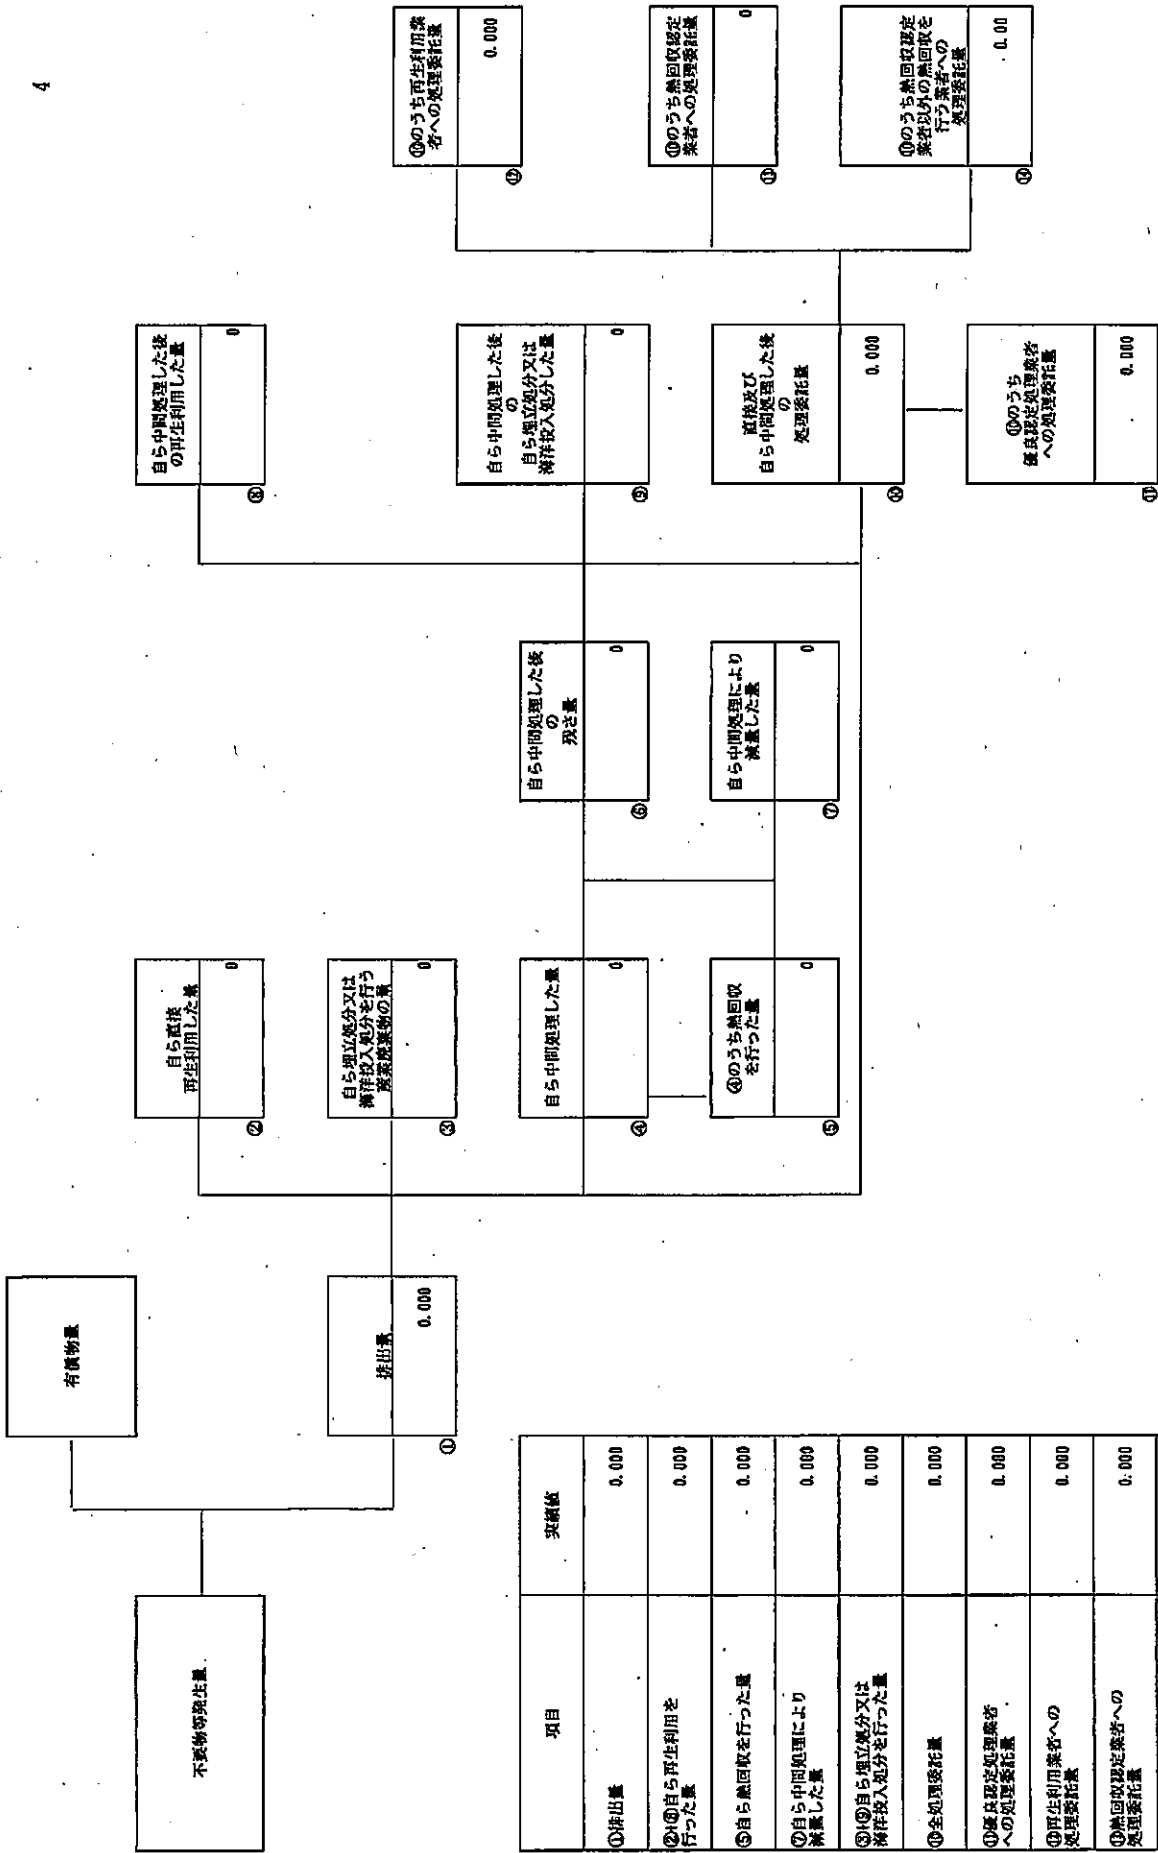 4
不要物等発生量
有償物量
①
排出量
0.000
②
自ら直接
再生利用した量
0
③
自ら埋立処分又は
海洋投入処分を行う
産業廃棄物の量
0
④
自ら中間処理した量
0
⑤
④のうち熱回収
を行った量
0
⑥
自ら中間処理した後
の
残さ量
0
⑦
自ら中間処理により
減量した量
0
⑧
自ら中間処理した後
の再生利用した量
0
⑨
自ら中間処理した後
の
自ら埋立処分又は
海洋投入処分した量
0
⑩
直接及び
自ら中間処理した後
の
処理委託量
0.000
⑪
⑩のうち
優良認定処理業者
への処理委託量
0.000
⑫
⑩のうち再生利用業
者への処理委託量
0.000
⑬
⑩のうち熱回収認定
業者への処理委託量
0
⑭
⑩のうち熱回収認定
業者以外の熱回収を
行う業者への
処理委託量
0.00
項目
実績値
①排出量
0.000
②+⑧自ら再生利用を
行った量
0.000
⑤自ら熱回収を行った量
0.000
⑦自ら中間処理により
減量した量
0.000
③+⑨自ら埋立処分又は
海洋投入処分を行った量
0.000
⑩全処理委託量
0.000
⑪優良認定処理業者
への処理委託量
0.000
⑫再生利用業者への
処理委託量
0.000
⑬熱回収認定業者への
処理委託量
0.000